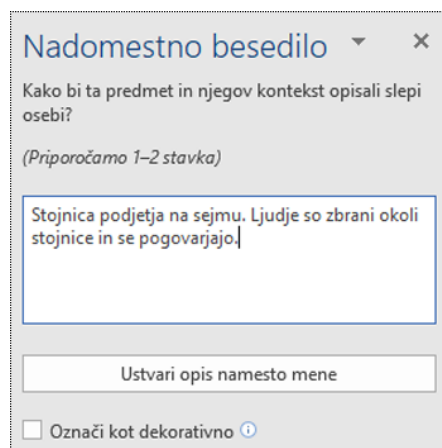 Nadomestno besedilo
Kako bi ta predmet in njegov kontekst opisali slepi
osebi?
(Priporočamo 1–2 stavka)
Stojnica podjetja na sejmu. Ljudje so zbrani okoli
stojnice in se pogovarjajo.
Ustvari opis namesto mene
Označi kot dekorativno